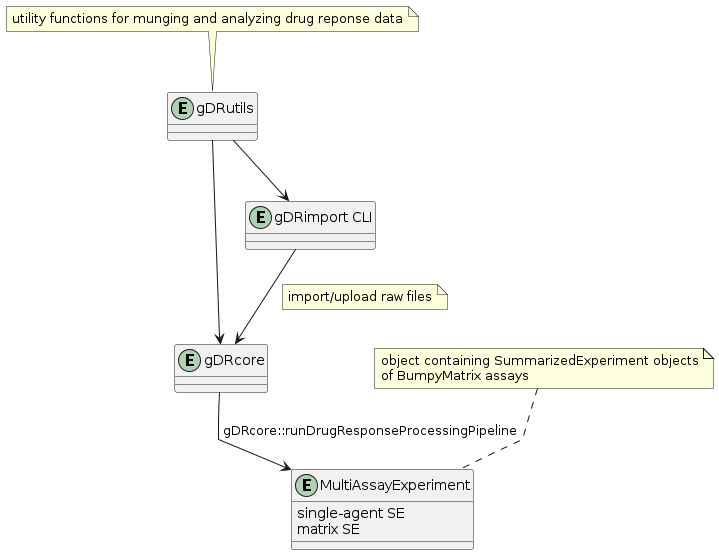 utility functions for munging and analyzing drug reponse data
E gDRutils
E gDRimport CLI
import/upload raw files
E gDRcore
object containing SummarizedExperiment objects
of BumpyMatrix assays
gDRcore::runDrugResponseProcessingPipeline
E MultiAssayExperiment
single-agent SE
matrix SE